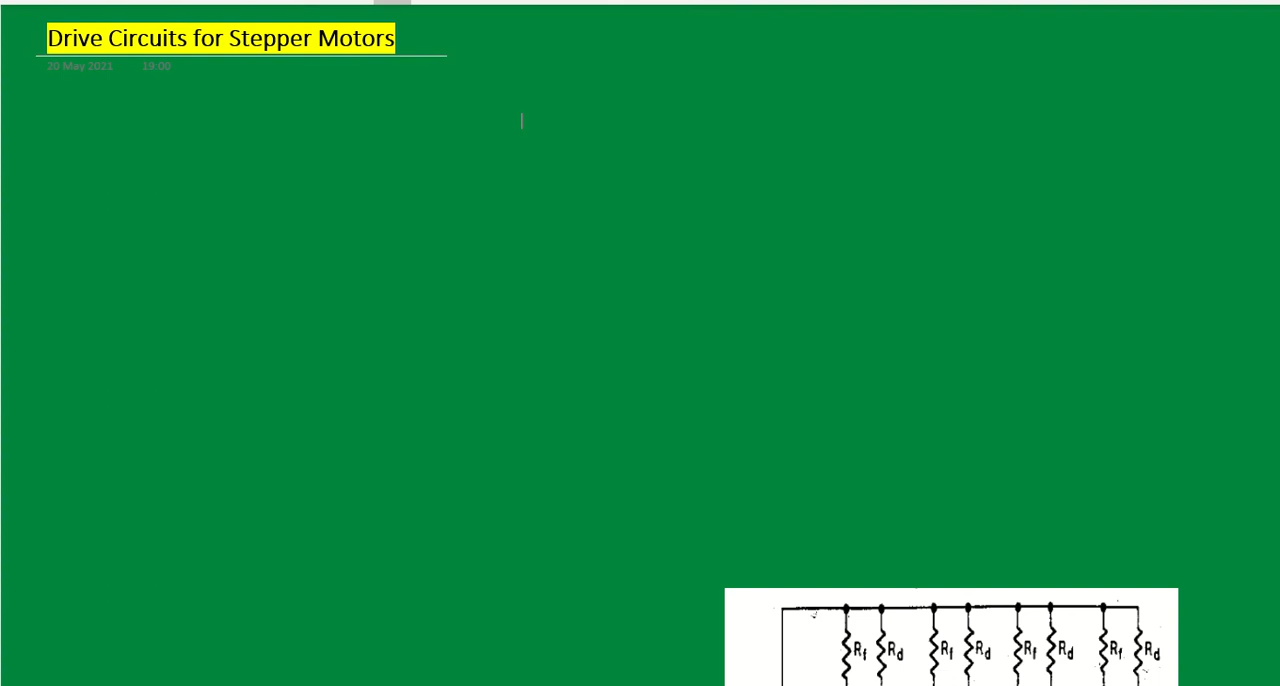 Drive Circuits for Stepper Motors
20 May 2021 19:00
Rf Rd Rf Rd Rf Rd Rf Rd